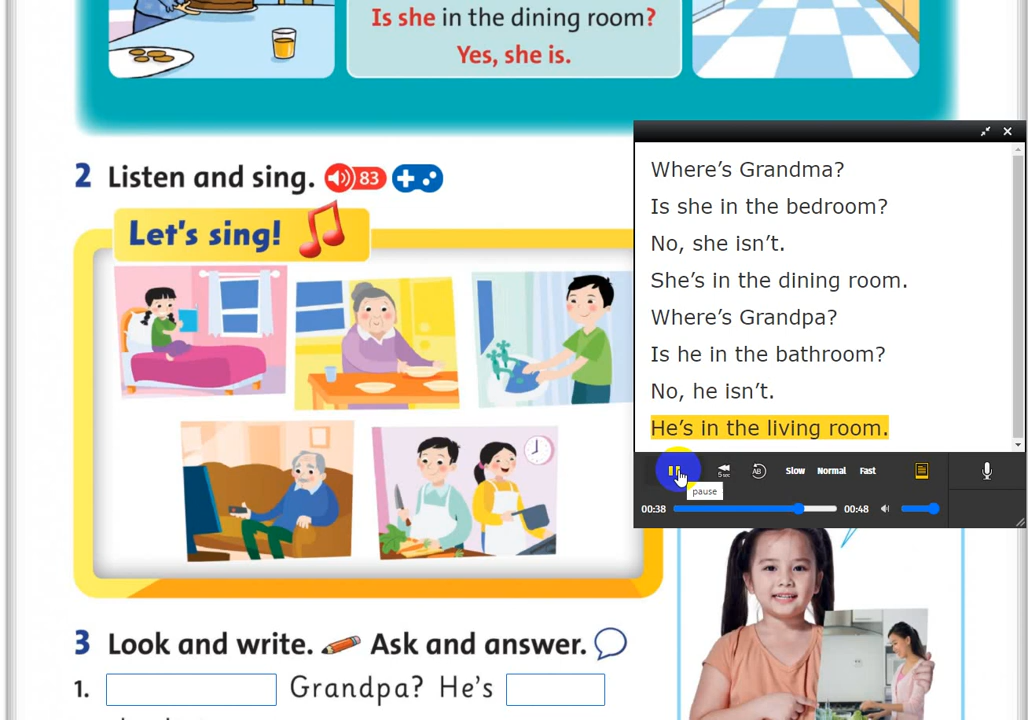 Is she in the dining room?
Yes, she is.
2 Listen and sing. 83
Let's sing!
Where's Grandma?
Is she in the bedroom?
No, she isn't.
She's in the dining room.
Where's Grandpa?
Is he in the bathroom?
No, he isn't.
He's in the living room.
5 sec
AB
Slow
Normal
Fast
pause
00:38
00:48
3 Look and write. Ask and answer.
1. Grandpa? He's